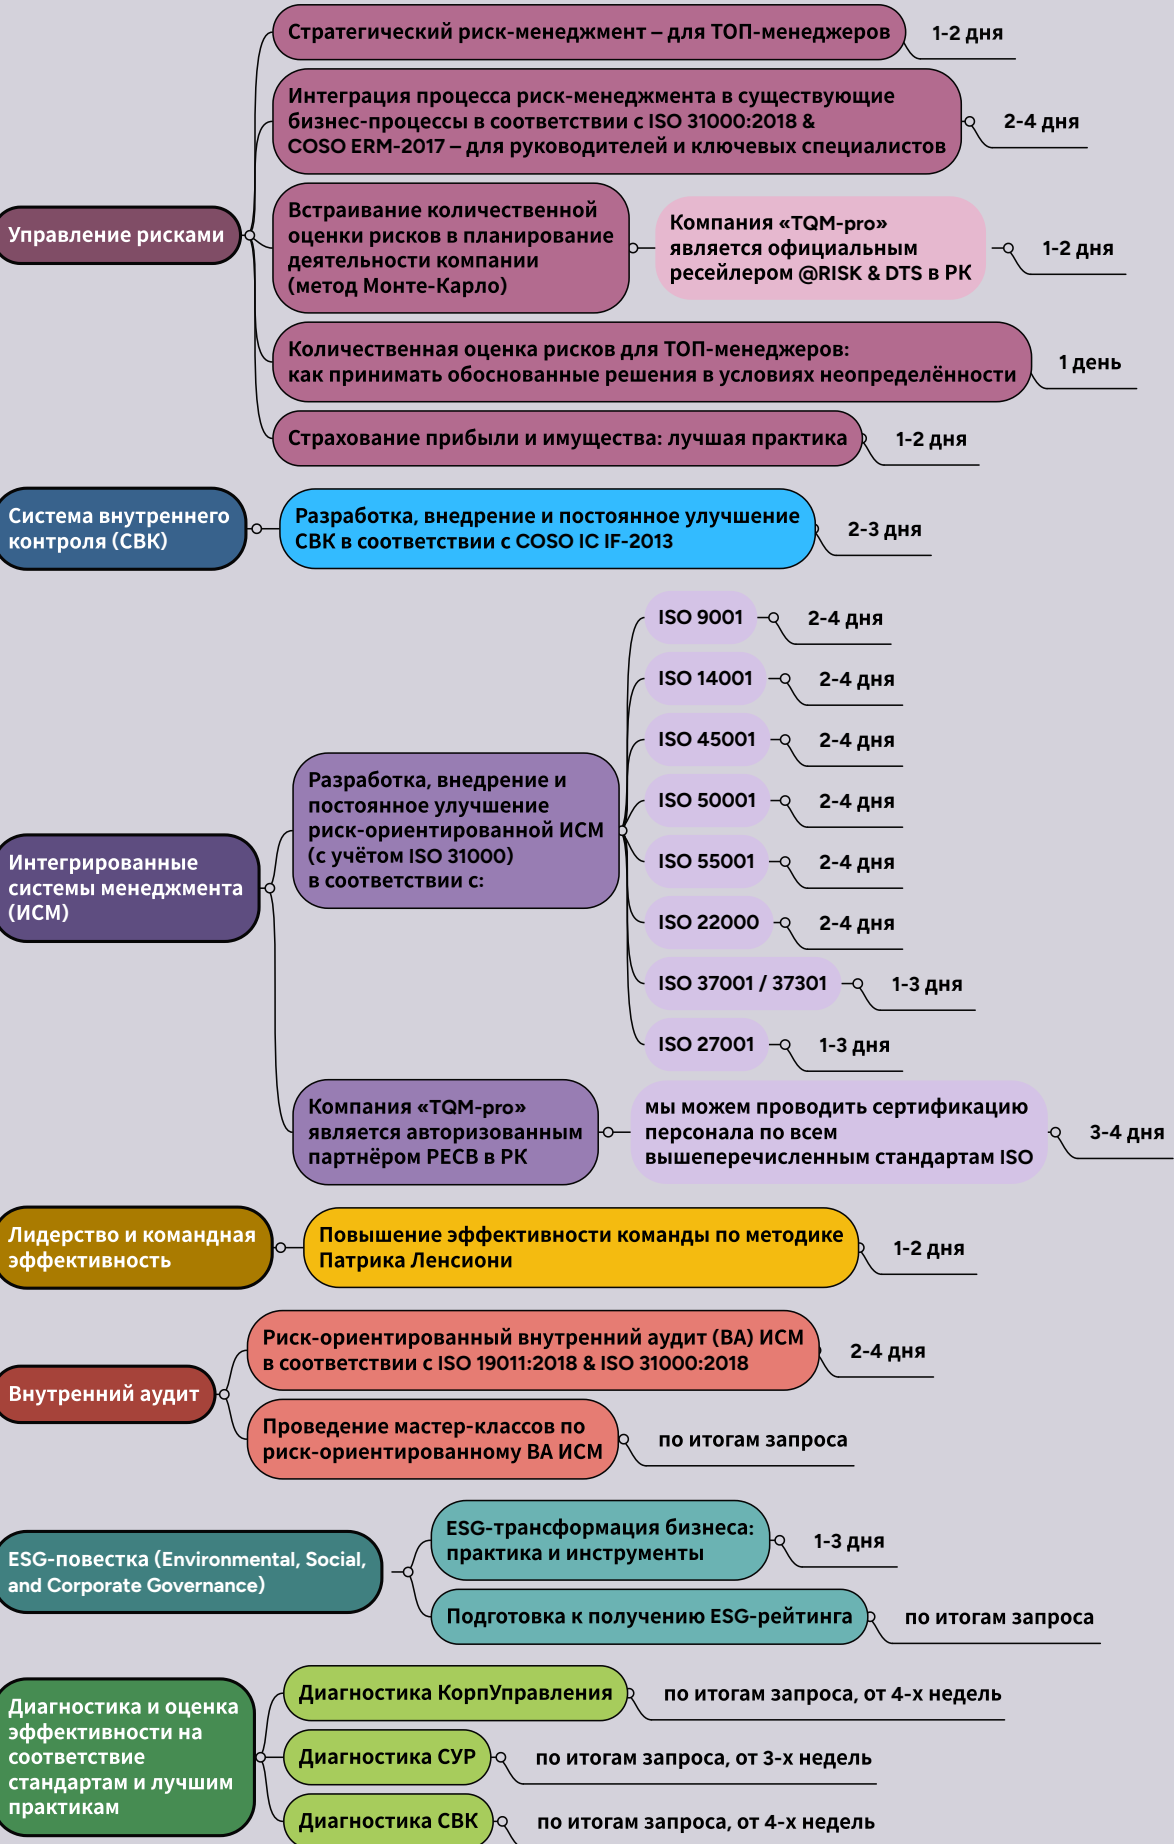 Управление рисками
Стратегический риск-менеджмент – для ТОП-менеджеров
1-2 дня
Интеграция процесса риск-менеджмента в существующие
бизнес-процессы в соответствии с ISO 31000:2018 &
COSO ERM-2017 – для руководителей и ключевых специалистов
2-4 дня
Встраивание количественной
оценки рисков в планирование
деятельности компании
(метод Монте-Карло)
Компания «TQM-pro»
является официальным
ресейлером @RISK & DTS в РК
1-2 дня
Количественная оценка рисков для ТОП-менеджеров:
как принимать обоснованные решения в условиях неопределённости
1 день
Страхование прибыли и имущества: лучшая практика
1-2 дня
Система внутреннего
контроля (СВК)
Разработка, внедрение и постоянное улучшение
СВК в соответствии с COSO IC IF-2013
2-3 дня
Интегрированные
системы менеджмента
(ИСМ)
Разработка, внедрение и
постоянное улучшение
риск-ориентированной ИСМ
(с учётом ISO 31000)
в соответствии с:
ISO 9001
2-4 дня
ISO 14001
2-4 дня
ISO 45001
2-4 дня
ISO 50001
2-4 дня
ISO 55001
2-4 дня
ISO 22000
2-4 дня
ISO 37001 / 37301
1-3 дня
ISO 27001
1-3 дня
Компания «TQM-pro»
является авторизованным
партнёром PECB в РК
мы можем проводить сертификацию
персонала по всем
вышеперечисленным стандартам ISO
3-4 дня
Лидерство и командная
эффективность
Повышение эффективности команды по методике
Патрика Ленсиони
1-2 дня
Внутренний аудит
Риск-ориентированный внутренний аудит (ВА) ИСМ
в соответствии с ISO 19011:2018 & ISO 31000:2018
2-4 дня
Проведение мастер-классов по
риск-ориентированному ВА ИСМ
по итогам запроса
ESG-повестка (Environmental, Social,
and Corporate Governance)
ESG-трансформация бизнеса:
практика и инструменты
1-3 дня
Подготовка к получению ESG-рейтинга
по итогам запроса
Диагностика и оценка
эффективности на
соответствие
стандартам и лучшим
практикам
Диагностика КорпУправления
по итогам запроса, от 4-х недель
Диагностика СУР
по итогам запроса, от 3-х недель
Диагностика СВК
по итогам запроса, от 4-х недель